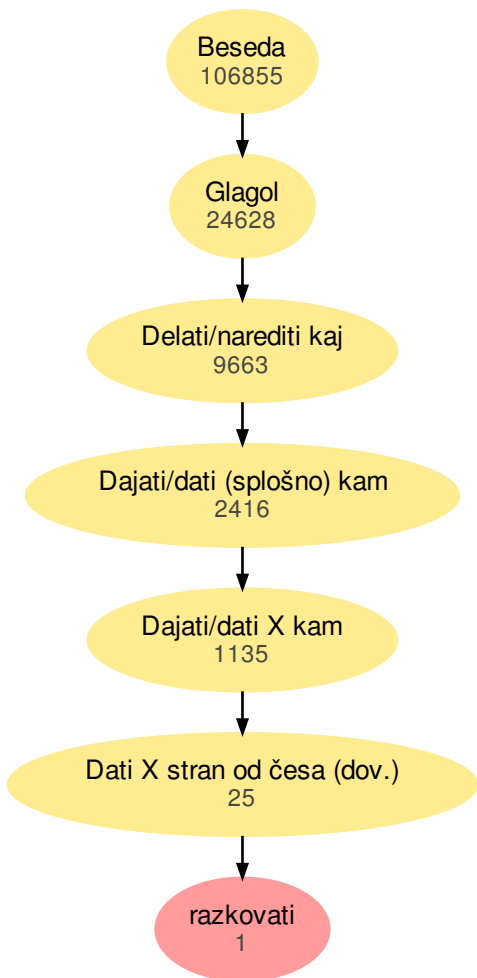 Beseda
106855
Glagol
24628
Delati/narediti kaj
9663
Dajati/dati (splošno) kam
2416
Dajati/dati X kam
1135
Dati X stran od česa (dov.)
25
razkovati
1